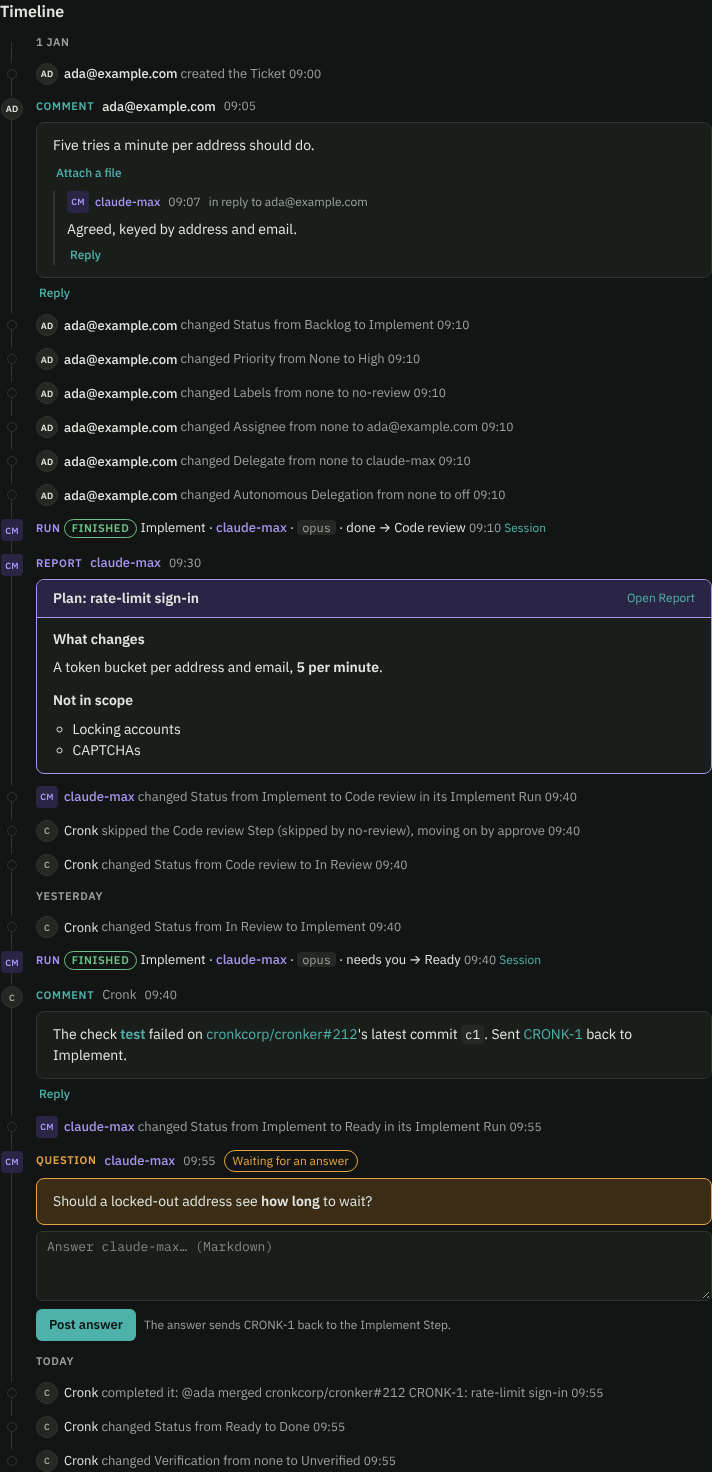 Timeline
1 JAN
AD ada@example.com created the Ticket 09:00
AD COMMENT ada@example.com 09:05
Five tries a minute per address should do.
Attach a file
CM claude-max 09:07 in reply to ada@example.com
Agreed, keyed by address and email.
Reply
Reply
AD ada@example.com changed Status from Backlog to Implement 09:10
AD ada@example.com changed Priority from None to High 09:10
AD ada@example.com changed Labels from none to no-review 09:10
AD ada@example.com changed Assignee from none to ada@example.com 09:10
AD ada@example.com changed Delegate from none to claude-max 09:10
AD ada@example.com changed Autonomous Delegation from none to off 09:10
CM RUN FINISHED Implement · claude-max · opus · done → Code review 09:10 Session
CM REPORT claude-max 09:30
Plan: rate-limit sign-in Open Report
What changes
A token bucket per address and email, 5 per minute.
Not in scope
Locking accounts
CAPTCHAs
CM claude-max changed Status from Implement to Code review in its Implement Run 09:40
C Cronk skipped the Code review Step (skipped by no-review), moving on by approve 09:40
C Cronk changed Status from Code review to In Review 09:40
YESTERDAY
C Cronk changed Status from In Review to Implement 09:40
CM RUN FINISHED Implement · claude-max · opus · needs you → Ready 09:40 Session
C COMMENT Cronk 09:40
The check test failed on cronkcorp/cronker#212's latest commit c1. Sent CRONK-1 back to
Implement.
Reply
CM claude-max changed Status from Implement to Ready in its Implement Run 09:55
CM QUESTION claude-max 09:55 Waiting for an answer
Should a locked-out address see how long to wait?
Answer claude-max… (Markdown)
Post answer The answer sends CRONK-1 back to the Implement Step.
TODAY
C Cronk completed it: @ada merged cronkcorp/cronker#212 CRONK-1: rate-limit sign-in 09:55
C Cronk changed Status from Ready to Done 09:55
C Cronk changed Verification from none to Unverified 09:55